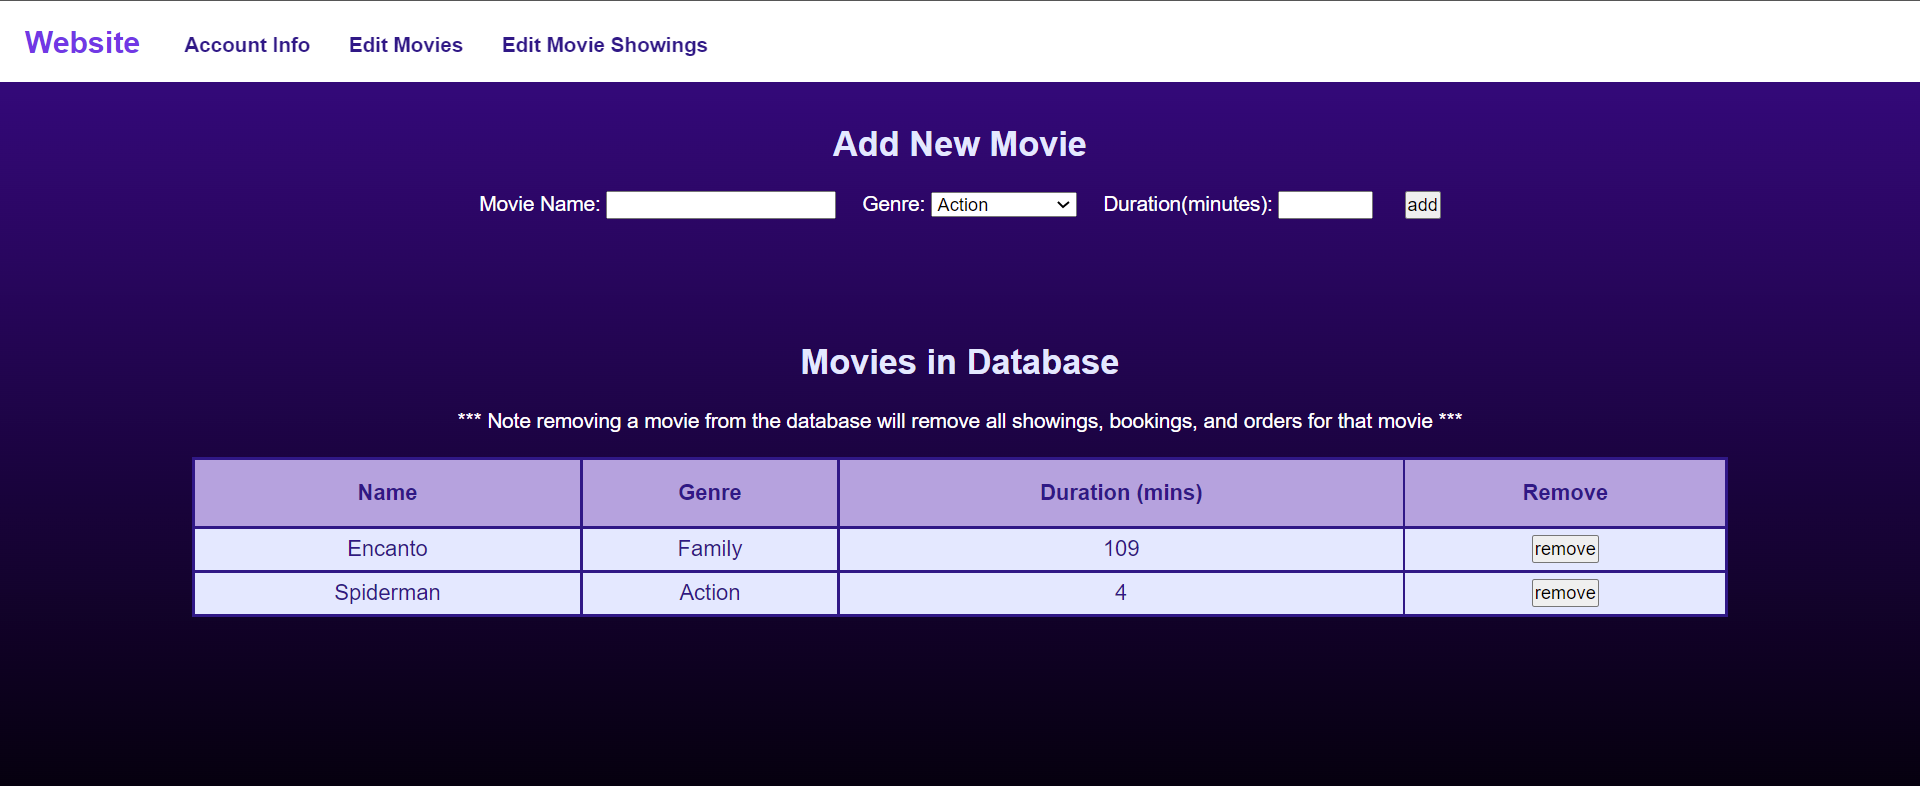 Website Account Info Edit Movies Edit Movie Showings
Add New Movie
Movie Name: Genre: Action Duration(minutes): add
Movies in Database
*** Note removing a movie from the database will remove all showings, bookings, and orders for that movie ***
Name Genre Duration (mins) Remove
Encanto Family 109 remove
Spiderman Action 4 remove